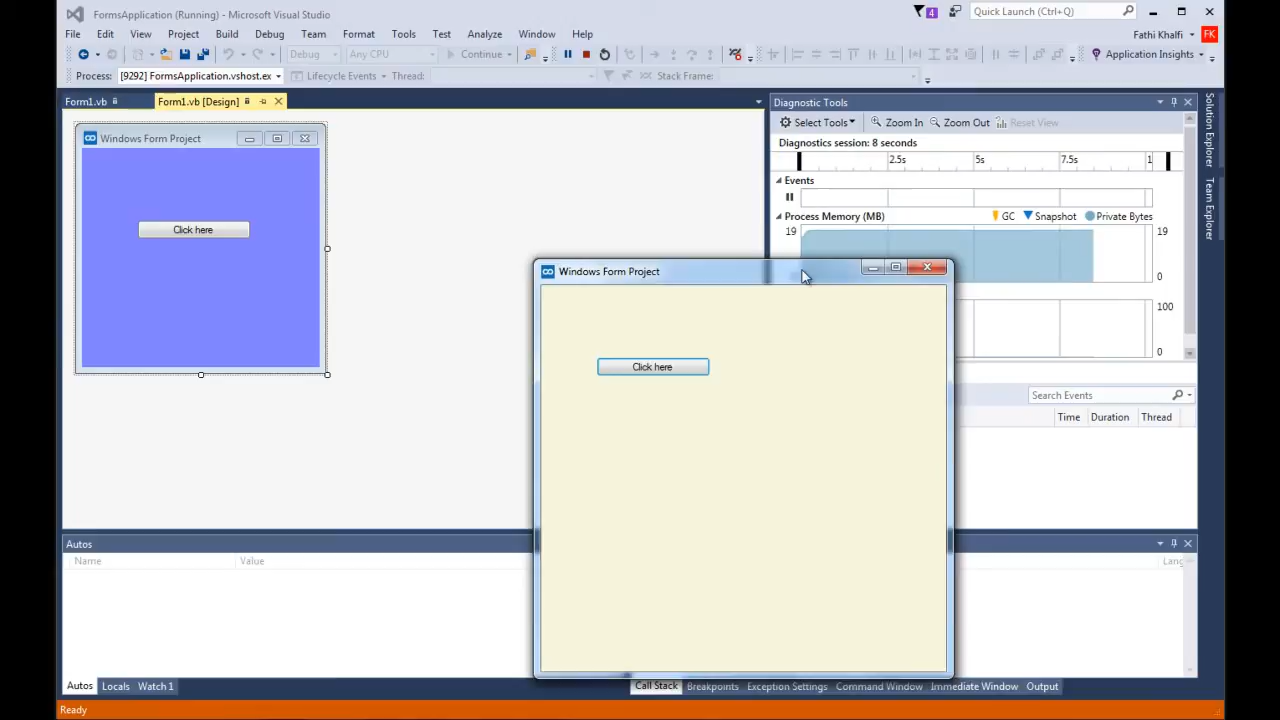 FormsApplication (Running) - Microsoft Visual Studio
4
Quick Launch (Ctrl+Q)
File Edit View Project Build Debug Team Format Tools Test Analyze Window Help
Fathi Khalfi FK
Debug Any CPU Continue Application Insights
Process: [9292] FormsApplication.vshost.ex Lifecycle Events Thread: Stack Frame:
Form1.vb Form1.vb [Design]
Windows Form Project
Click here
Diagnostic Tools
Select Tools Zoom In Zoom Out Reset View
Diagnostics session: 8 seconds
2.5s 5s 7.5s 1
Events
Process Memory (MB) GC Snapshot Private Bytes
19 19
0
100
0
Windows Form Project
Click here
Search Events
Time Duration Thread
Autos
Name Value
Lang
Autos Locals Watch 1
Call Stack Breakpoints Exception Settings Command Window Immediate Window Output
Ready
Solution Explorer
Team Explorer